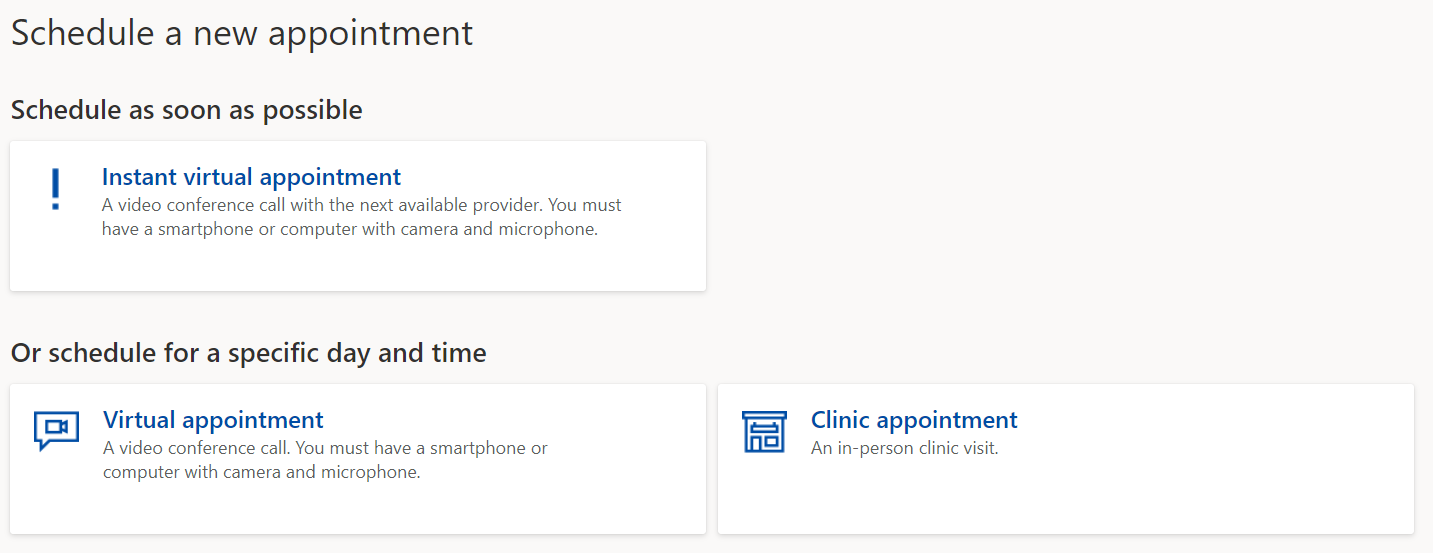 Schedule a new appointment
Schedule as soon as possible
Instant virtual appointment
A video conference call with the next available provider. You must
have a smartphone or computer with camera and microphone.
Or schedule for a specific day and time
Virtual appointment
A video conference call. You must have a smartphone or
computer with camera and microphone.
Clinic appointment
An in-person clinic visit.